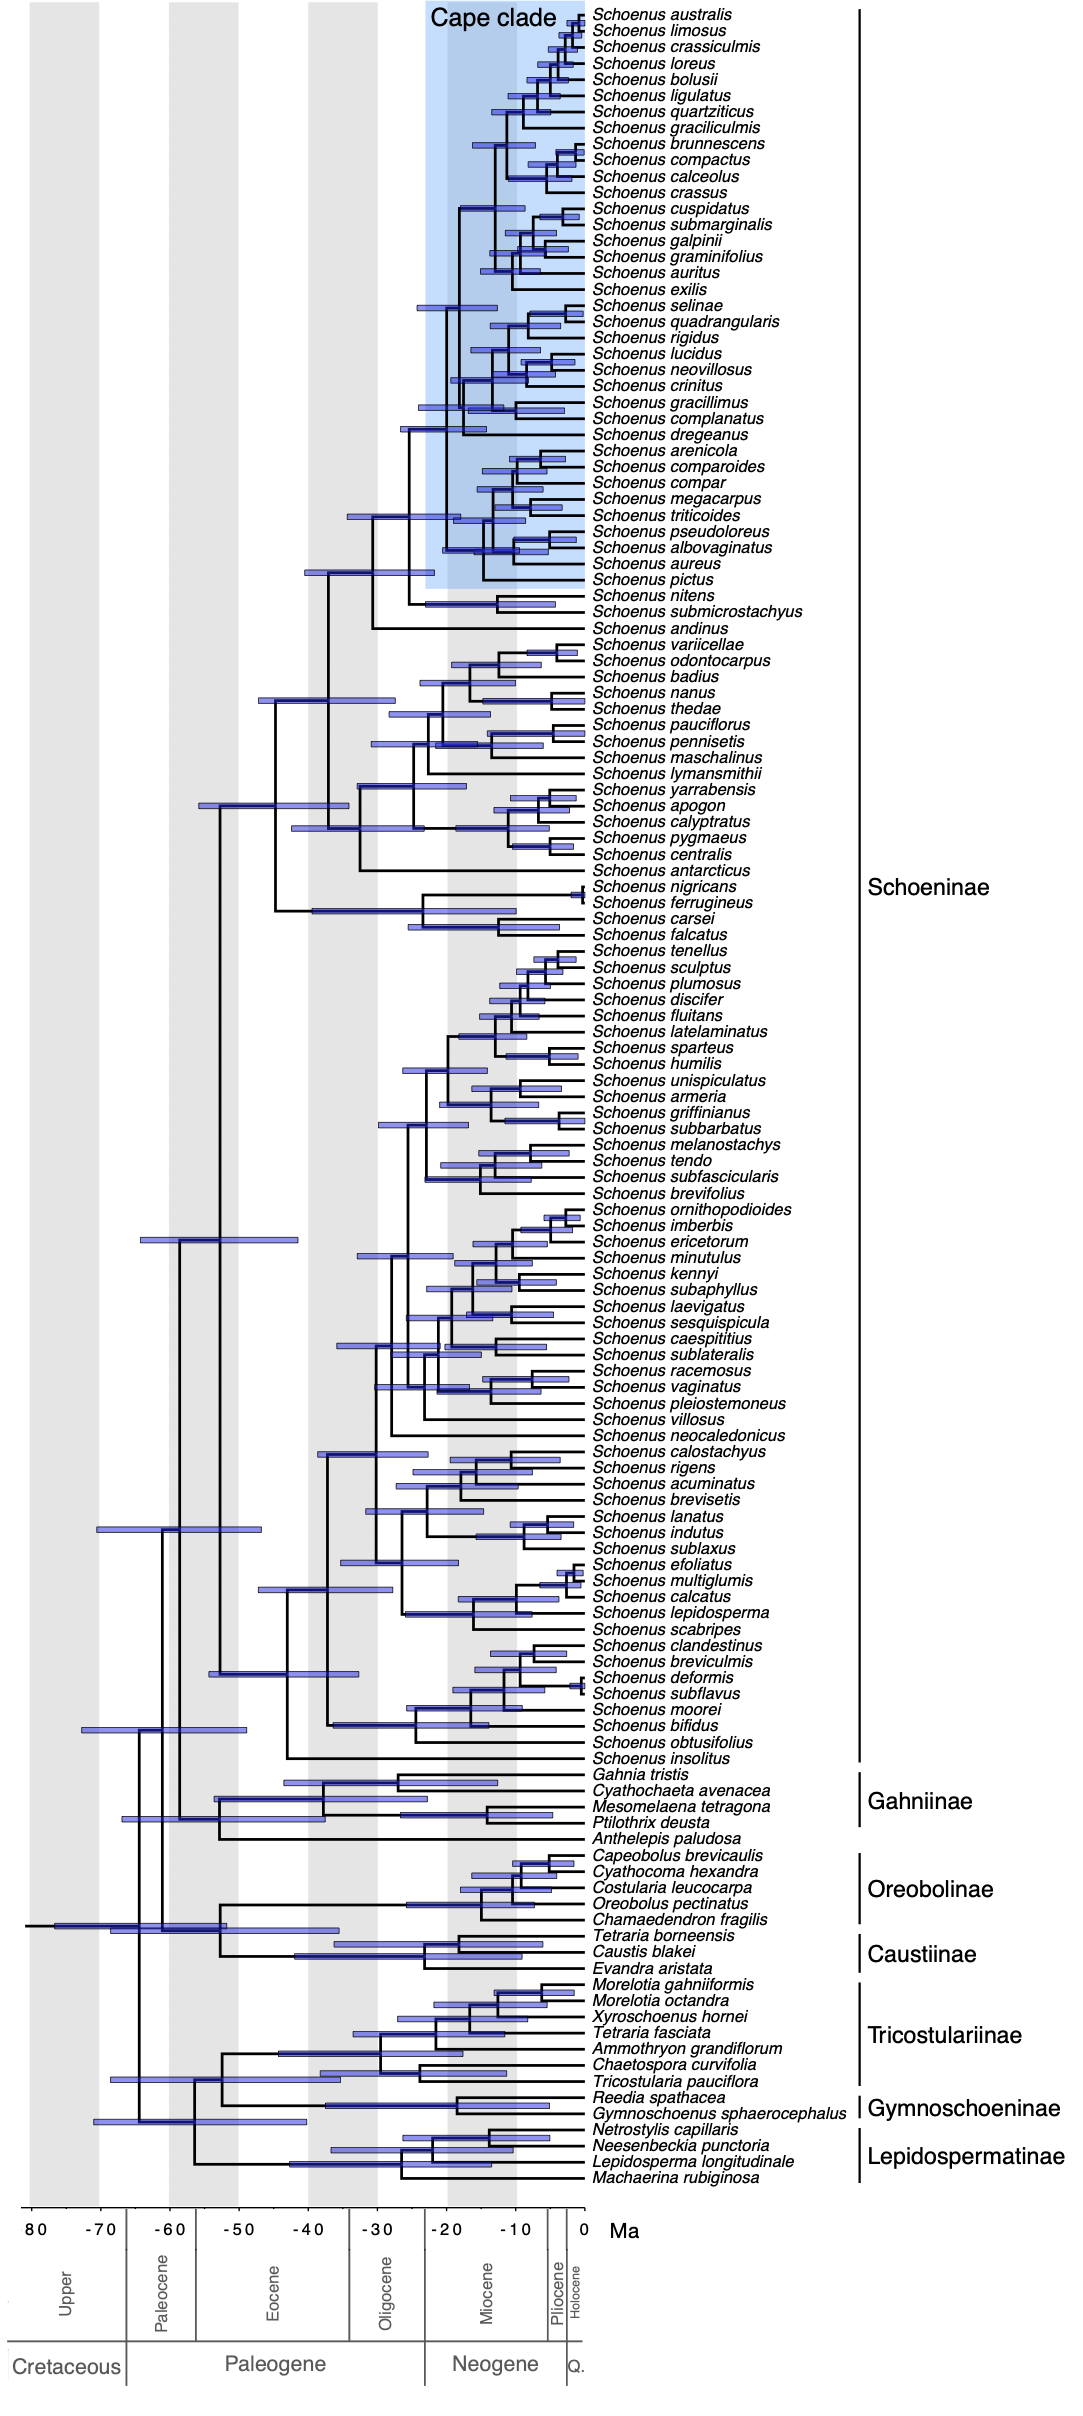 Cape clade
Schoenus australis
Schoenus limosus
Schoenus crassiculmis
Schoenus loreus
Schoenus bolusii
Schoenus ligulatus
Schoenus quartziticus
Schoenus graciliculmis
Schoenus brunnescens
Schoenus compactus
Schoenus calceolus
Schoenus crassus
Schoenus cuspidatus
Schoenus submarginalis
Schoenus galpinii
Schoenus graminifolius
Schoenus auritus
Schoenus exilis
Schoenus selinae
Schoenus quadrangularis
Schoenus rigidus
Schoenus lucidus
Schoenus neovillosus
Schoenus crinitus
Schoenus gracillimus
Schoenus complanatus
Schoenus dregeanus
Schoenus arenicola
Schoenus comparoides
Schoenus compar
Schoenus megacarpus
Schoenus triticoides
Schoenus pseudoloreus
Schoenus albovaginatus
Schoenus aureus
Schoenus pictus
Schoenus nitens
Schoenus submicrostachyus
Schoenus andinus
Schoenus variicellae
Schoenus odontocarpus
Schoenus badius
Schoenus nanus
Schoenus thedae
Schoenus pauciflorus
Schoenus pennisetis
Schoenus maschalinus
Schoenus lymansmithii
Schoenus yarrabensis
Schoenus apogon
Schoenus calyptratus
Schoenus pygmaeus
Schoenus centralis
Schoenus antarcticus
Schoenus nigricans
Schoenus ferrugineus
Schoenus carsei
Schoenus falcatus
Schoenus tenellus
Schoenus sculptus
Schoenus plumosus
Schoenus discifer
Schoenus fluitans
Schoenus latelaminatus
Schoenus sparteus
Schoenus humilis
Schoenus unispiculatus
Schoenus armeria
Schoenus griffinianus
Schoenus subbarbatus
Schoenus melanostachys
Schoenus tendo
Schoenus subfascicularis
Schoenus brevifolius
Schoenus ornithopodioides
Schoenus imberbis
Schoenus ericetorum
Schoenus minutulus
Schoenus kennyi
Schoenus subaphyllus
Schoenus laevigatus
Schoenus sesquispicula
Schoenus caespititius
Schoenus sublateralis
Schoenus racemosus
Schoenus vaginatus
Schoenus pleiostemoneus
Schoenus villosus
Schoenus neocaledonicus
Schoenus calostachyus
Schoenus rigens
Schoenus acuminatus
Schoenus brevisetis
Schoenus lanatus
Schoenus indutus
Schoenus sublaxus
Schoenus efoliatus
Schoenus multiglumis
Schoenus calcatus
Schoenus lepidosperma
Schoenus scabripes
Schoenus clandestinus
Schoenus breviculmis
Schoenus deformis
Schoenus subflavus
Schoenus moorei
Schoenus bifidus
Schoenus obtusifolius
Schoenus insolitus
Gahnia tristis
Cyathochaeta avenacea
Mesomelaena tetragona
Ptilothrix deusta
Anthelepis paludosa
Capeobolus brevicaulis
Cyathocoma hexandra
Costularia leucocarpa
Oreobolus pectinatus
Chamaedendron fragilis
Tetraria borneensis
Caustis blakei
Evandra aristata
Morelotia gahniiformis
Morelotia octandra
Xyroschoenus hornei
Tetraria fasciata
Ammothryon grandiflorum
Chaetospora curvifolia
Tricostularia pauciflora
Reedia spathacea
Gymnoschoenus sphaerocephalus
Netrostylis capillaris
Neesenbeckia punctoria
Lepidosperma longitudinale
Machaerina rubiginosa
Schoeninae
Gahniinae
Oreobolinae
Caustiinae
Tricostulariinae
Gymnoschoeninae
Lepidospermatinae
80 -70 -60 -50 -40 -30 -20 -10 0 Ma
Upper Paleocene Eocene Oligocene Miocene Pliocene Holocene
Cretaceous Paleogene Neogene Q.